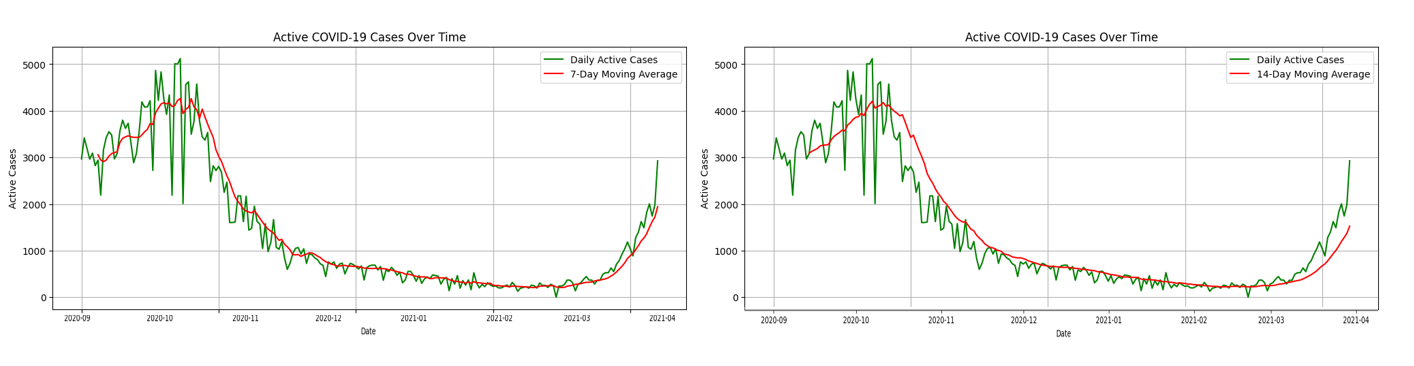 Active COVID-19 Cases Over Time
Daily Active Cases
7-Day Moving Average
Active Cases
5000
4000
3000
2000
1000
0
2020-09 2020-10 2020-11 2020-12 2021-01 2021-02 2021-03 2021-04
Date
Active COVID-19 Cases Over Time
Daily Active Cases
14-Day Moving Average
Active Cases
5000
4000
3000
2000
1000
0
2020-09 2020-10 2020-11 2020-12 2021-01 2021-02 2021-03 2021-04
Date